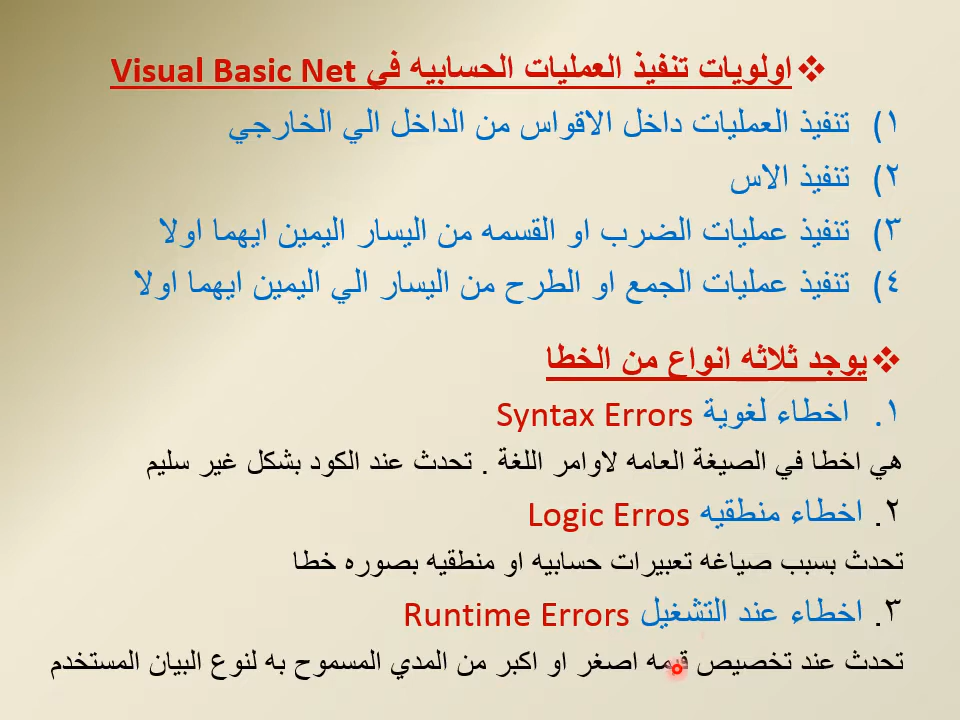 ❖ اولويات تنفيذ العمليات الحسابيه في Visual Basic Net
١) تنفيذ العمليات داخل الاقواس من الداخل الي الخارجي
٢) تنفيذ الاس
٣) تنفيذ عمليات الضرب او القسمه من اليسار اليمين ايهما اولا
٤) تنفيذ عمليات الجمع او الطرح من اليسار الي اليمين ايهما اولا
❖ يوجد ثلاثه انواع من الخطا
١. اخطاء لغوية Syntax Errors
هي اخطا في الصيغة العامه لاوامر اللغة . تحدث عند الكود بشكل غير سليم
٢. اخطاء منطقيه Logic Erros
تحدث بسبب صياغه تعبيرات حسابيه او منطقيه بصوره خطا
٣. اخطاء عند التشغيل Runtime Errors
تحدث عند تخصيص قيمه اصغر او اكبر من المدي المسموح به لنوع البيان المستخدم